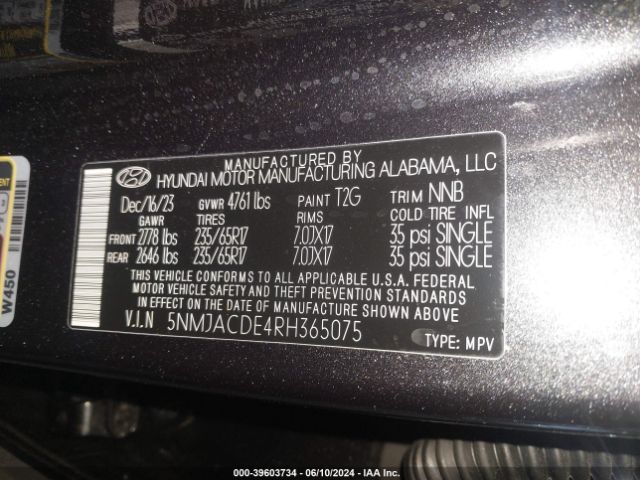 MANUFACTURED BY
HYUNDAI MOTOR MANUFACTURING ALABAMA, LLC
Dec/16/23 GVWR 4761 lbs PAINT T2G TRIM NNB
GAWR TIRES RIMS COLD TIRE INFL
FRONT 2778 lbs 235/65R17 7.0JX17 35 psi SINGLE
REAR 2646 lbs 235/65R17 7.0JX17 35 psi SINGLE
THIS VEHICLE CONFORMS TO ALL APPLICABLE U.S.A. FEDERAL
MOTOR VEHICLE SAFETY AND THEFT PREVENTION STANDARDS
IN EFFECT ON THE DATE OF MANUFACTURE SHOWN ABOVE
V.I.N 5NMJACDE4RH365075
TYPE: MPV
W450
000-39603734 - 06/10/2024 - IAA Inc.